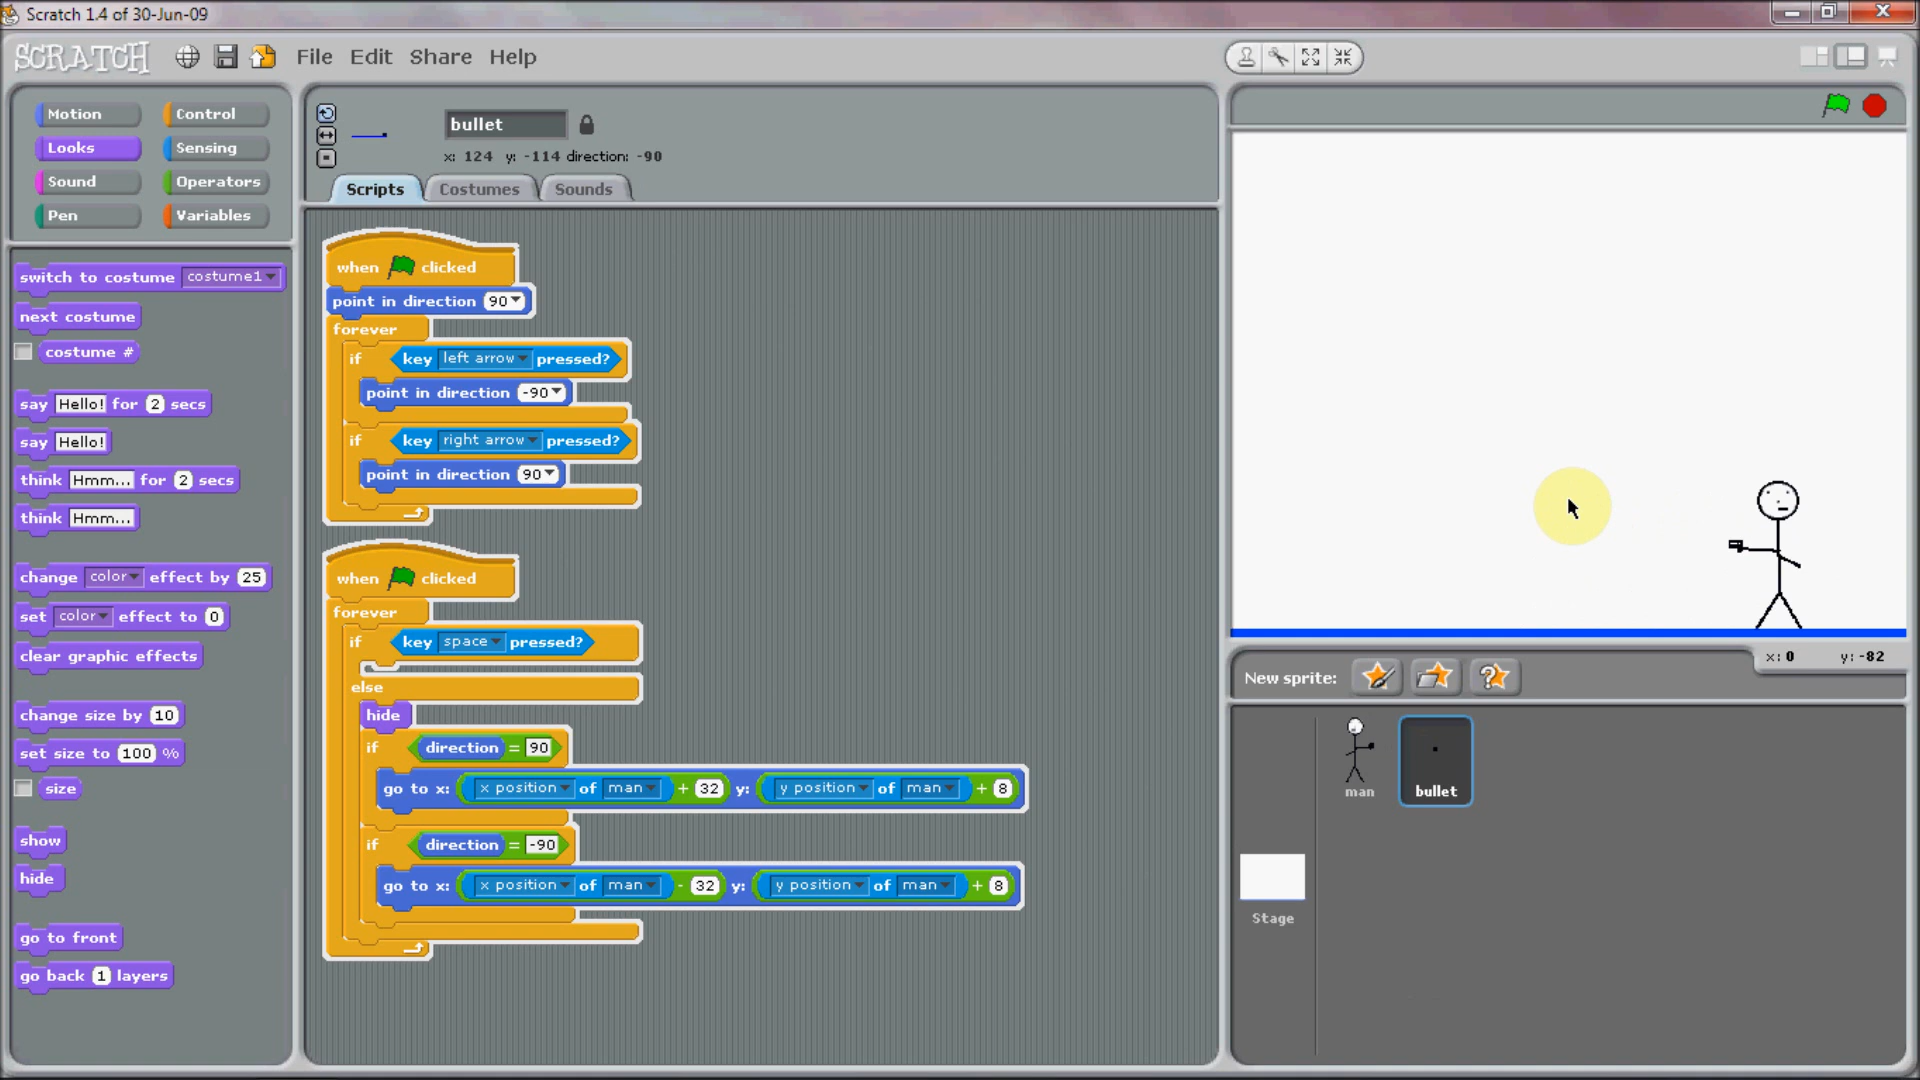 Scratch 1.4 of 30-Jun-09
SCRATCH File Edit Share Help
Motion Control
Looks Sensing
Sound Operators
Pen Variables
switch to costume costume1
next costume
costume #
say Hello! for 2 secs
say Hello!
think Hmm... for 2 secs
think Hmm...
change color effect by 25
set color effect to 0
clear graphic effects
change size by 10
set size to 100 %
size
show
hide
go to front
go back 1 layers
bullet
x: 124 y: -114 direction: -90
Scripts Costumes Sounds
when clicked
point in direction 90
forever
if key left arrow pressed?
point in direction -90
if key right arrow pressed?
point in direction 90
when clicked
forever
if key space pressed?
else
hide
if direction = 90
go to x: x position of man + 32 y: y position of man + 8
if direction = -90
go to x: x position of man - 32 y: y position of man + 8
x: 0 y: -82
New sprite:
man
bullet
Stage